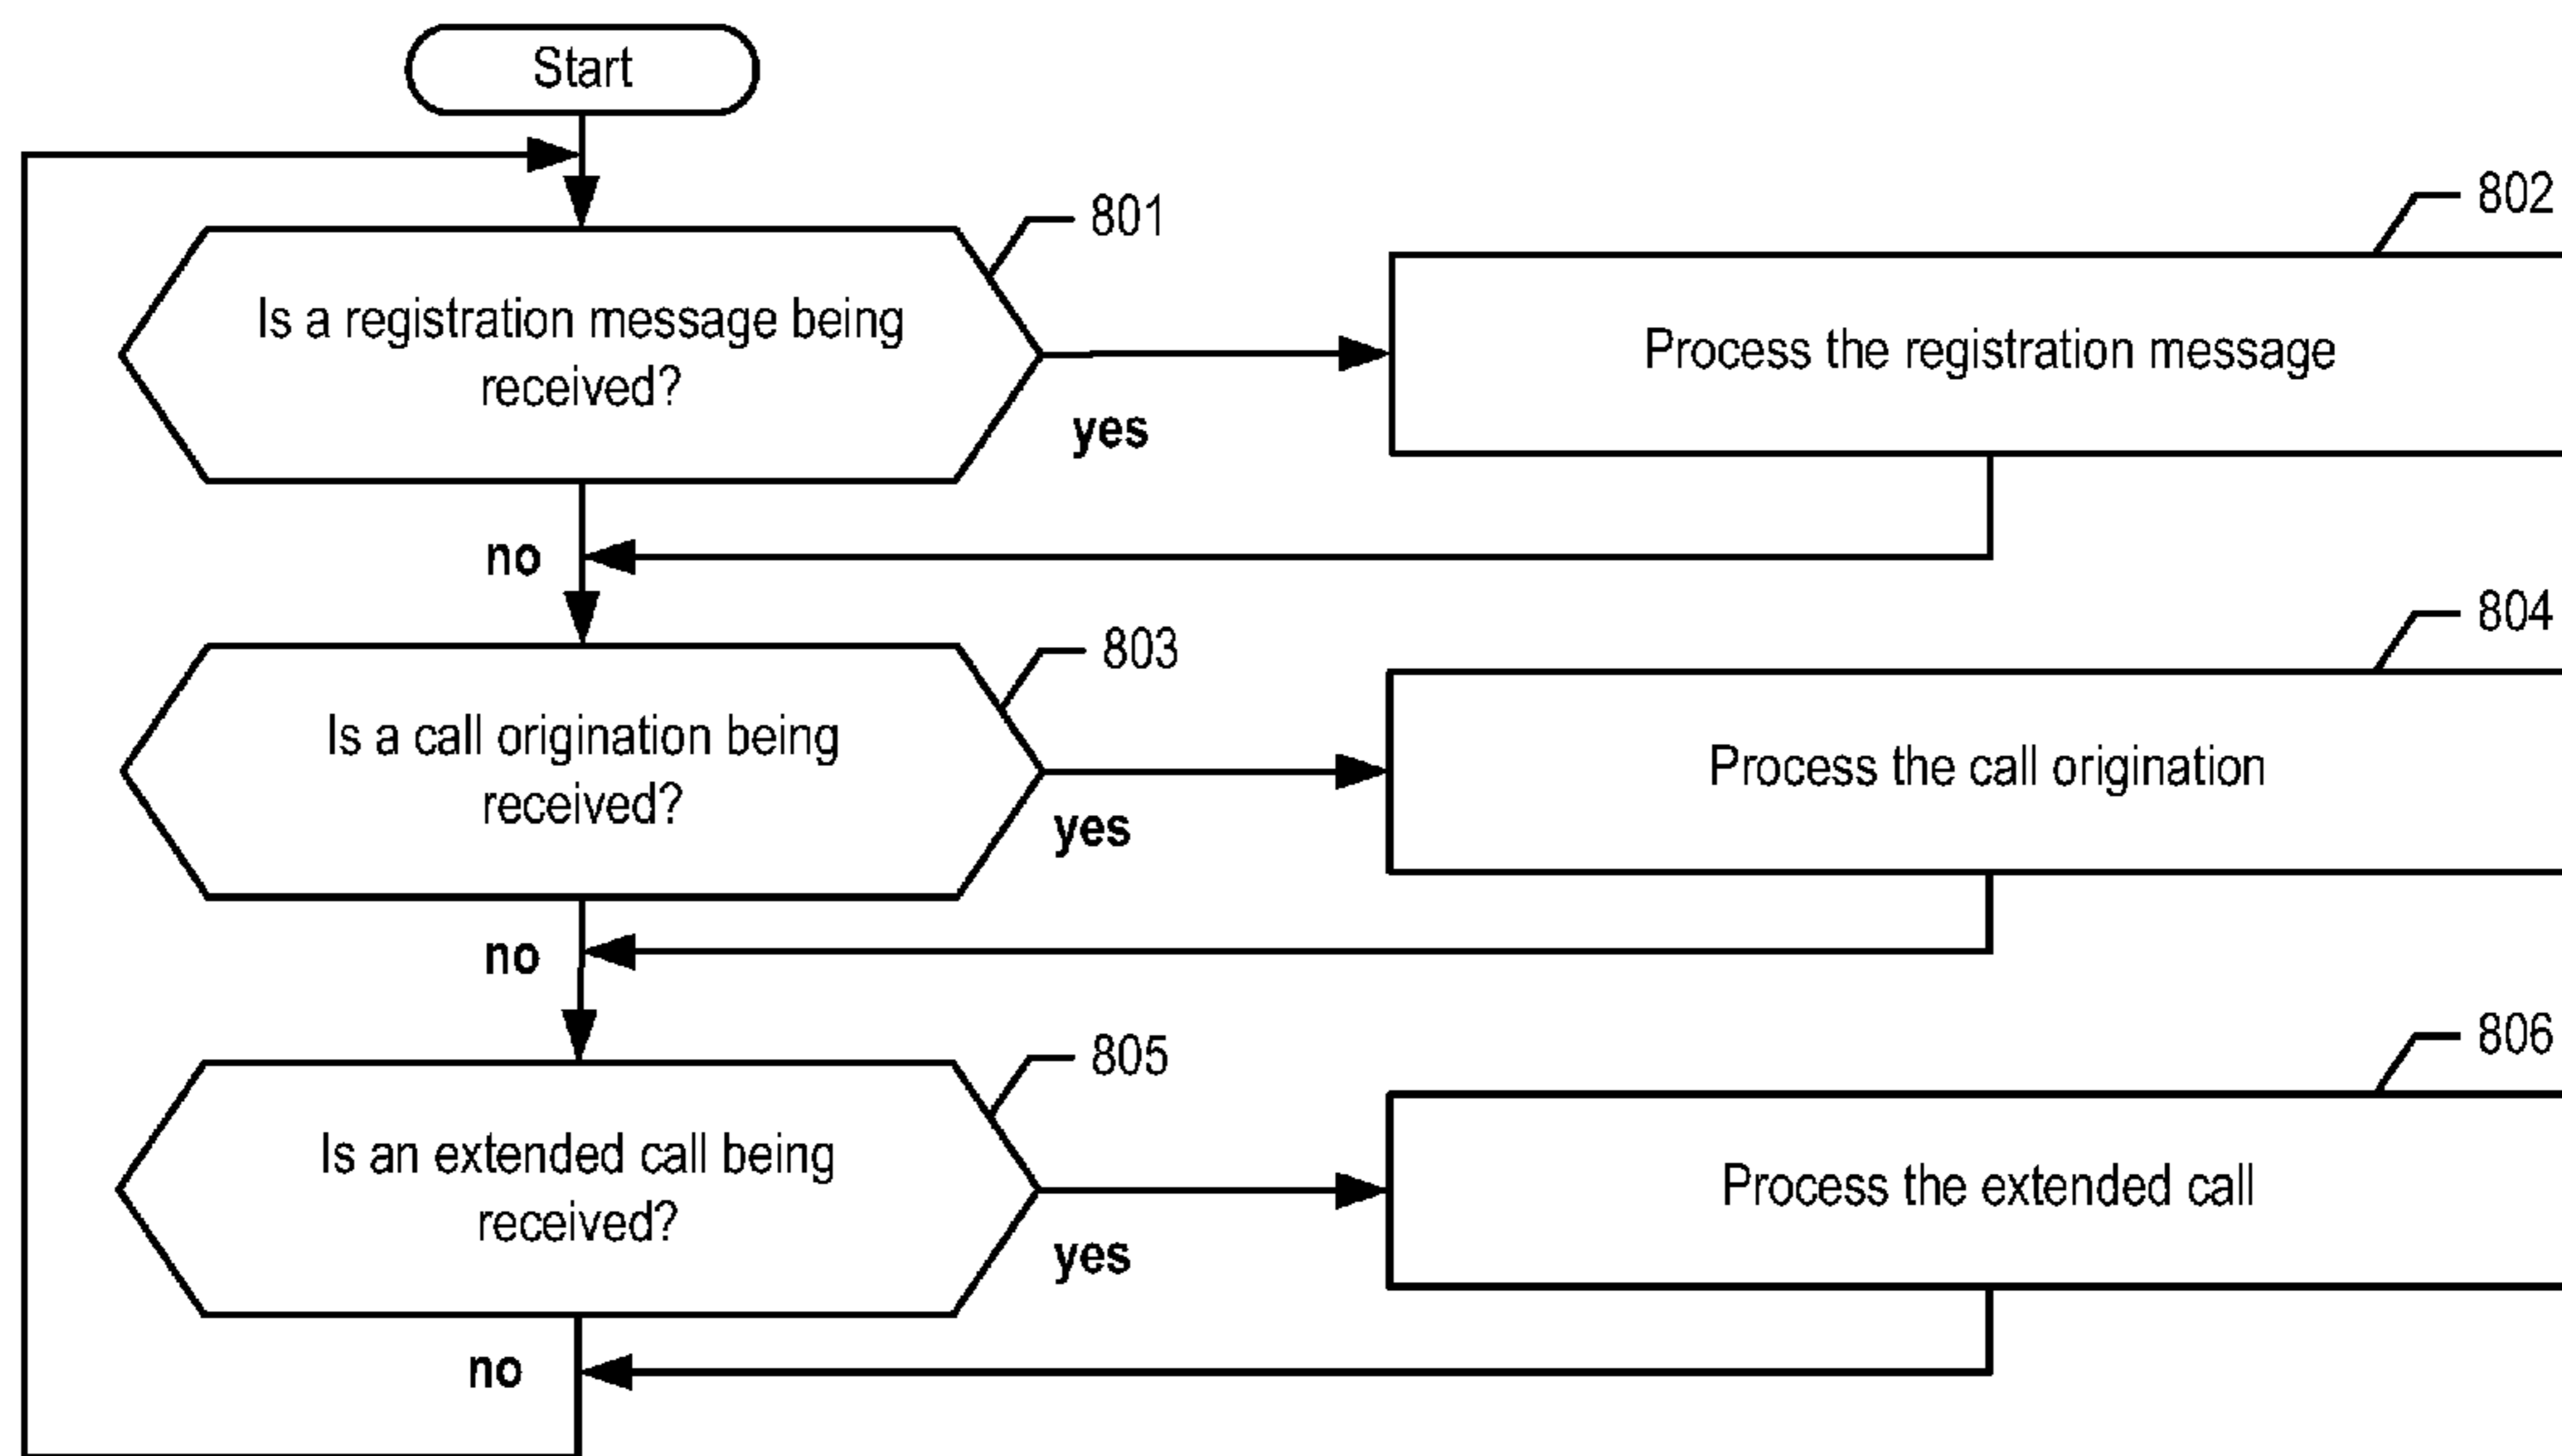 Start
801
802
Is a registration message being
received?
Process the registration message
yes
no
803
804
Is a call origination being
received?
Process the call origination
yes
no
805
806
Is an extended call being
received?
Process the extended call
yes
no